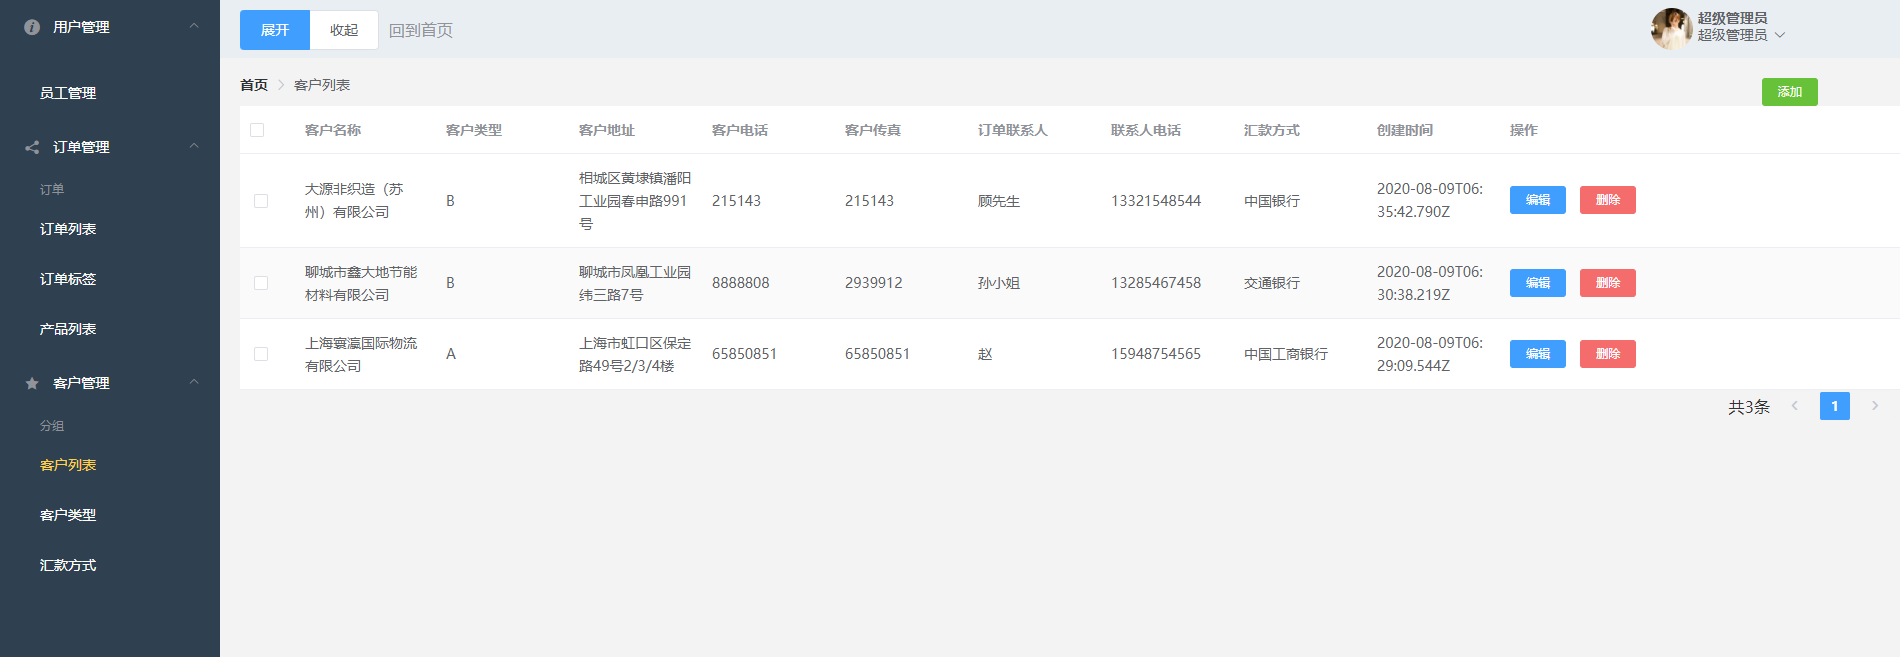 用户管理
员工管理
订单管理
订单
订单列表
订单标签
产品列表
客户管理
分组
客户列表
客户类型
汇款方式
展开 收起 回到首页
超级管理员
超级管理员
首页 客户列表
添加
客户名称 客户类型 客户地址 客户电话 客户传真 订单联系人 联系人电话 汇款方式 创建时间 操作
大源非织造（苏
州）有限公司
B
相城区黄埭镇潘阳
工业园春申路991
号
215143 215143 顾先生 13321548544 中国银行
2020-08-09T06:
35:42.790Z
编辑 删除
聊城市鑫大地节能
材料有限公司
B
聊城市凤凰工业园
纬三路7号
8888808 2939912 孙小姐 13285467458 交通银行
2020-08-09T06:
30:38.219Z
编辑 删除
上海寰瀛国际物流
有限公司
A
上海市虹口区保定
路49号2/3/4楼
65850851 65850851 赵 15948754565 中国工商银行
2020-08-09T06:
29:09.544Z
编辑 删除
共3条 1